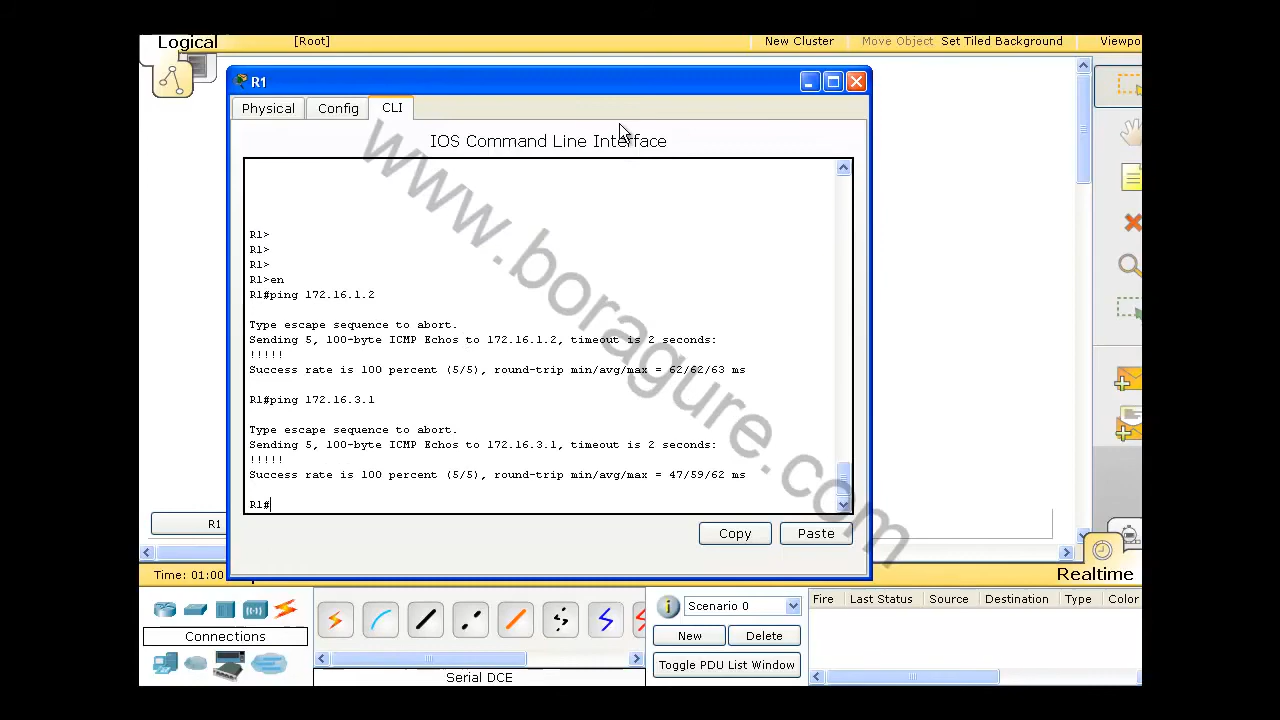 Logical
[Root]
New Cluster
Move Object
Set Tiled Background
Viewpo
R1
Physical
Config
CLI
IOS Command Line Interface
R1>
R1>
R1>
R1>en
R1#ping 172.16.1.2
Type escape sequence to abort.
Sending 5, 100-byte ICMP Echos to 172.16.1.2, timeout is 2 seconds:
!!!!!
Success rate is 100 percent (5/5), round-trip min/avg/max = 62/62/63 ms
R1#ping 172.16.3.1
Type escape sequence to abort.
Sending 5, 100-byte ICMP Echos to 172.16.3.1, timeout is 2 seconds:
!!!!!
Success rate is 100 percent (5/5), round-trip min/avg/max = 47/59/62 ms
R1#
www.boragure.com
R1
Copy
Paste
Time: 01:00
Realtime
Connections
Serial DCE
Scenario 0
New
Delete
Toggle PDU List Window
Fire
Last Status
Source
Destination
Type
Color